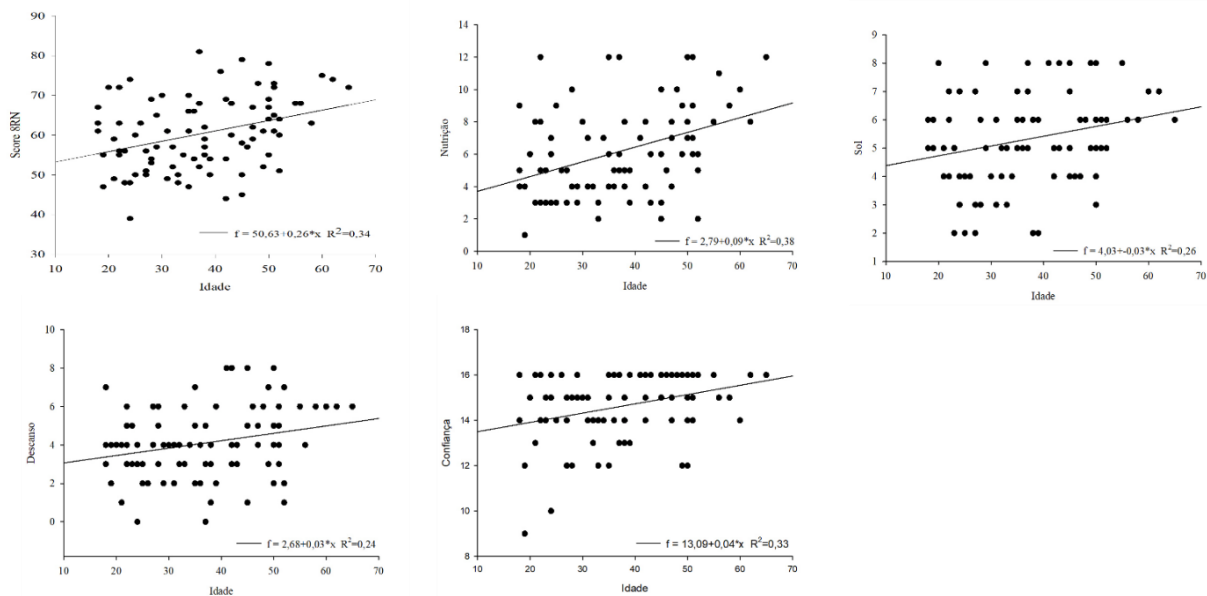 Score 8RN
90
80
70
60
50
40
30
f = 50,63+0,26*x R²=0,34
10 20 30 40 50 60 70
Idade
Nutrição
14
12
10
8
6
4
2
0
f = 2,79+0,09*x R²=0,38
10 20 30 40 50 60 70
Idade
Sol
9
8
7
6
5
4
3
2
1
f = 4,03+-0,03*x R²=0,26
10 20 30 40 50 60 70
Idade
Descanso
10
8
6
4
2
0
f = 2,68+0,03*x R²=0,24
10 20 30 40 50 60 70
Idade
Confiança
18
16
14
12
10
8
f = 13,09+0,04*x R²=0,33
10 20 30 40 50 60 70
Idade